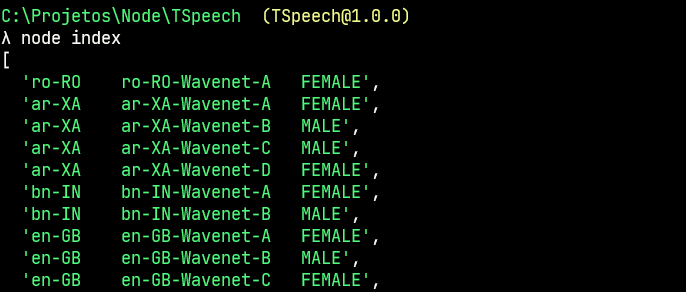 C:\Projetos\Node\TSpeech  (TSpeech@1.0.0)
λ node index
[
  'ro-RO    ro-RO-Wavenet-A   FEMALE',
  'ar-XA    ar-XA-Wavenet-A   FEMALE',
  'ar-XA    ar-XA-Wavenet-B   MALE',
  'ar-XA    ar-XA-Wavenet-C   MALE',
  'ar-XA    ar-XA-Wavenet-D   FEMALE',
  'bn-IN    bn-IN-Wavenet-A   FEMALE',
  'bn-IN    bn-IN-Wavenet-B   MALE',
  'en-GB    en-GB-Wavenet-A   FEMALE',
  'en-GB    en-GB-Wavenet-B   MALE',
  'en-GB    en-GB-Wavenet-C   FEMALE',